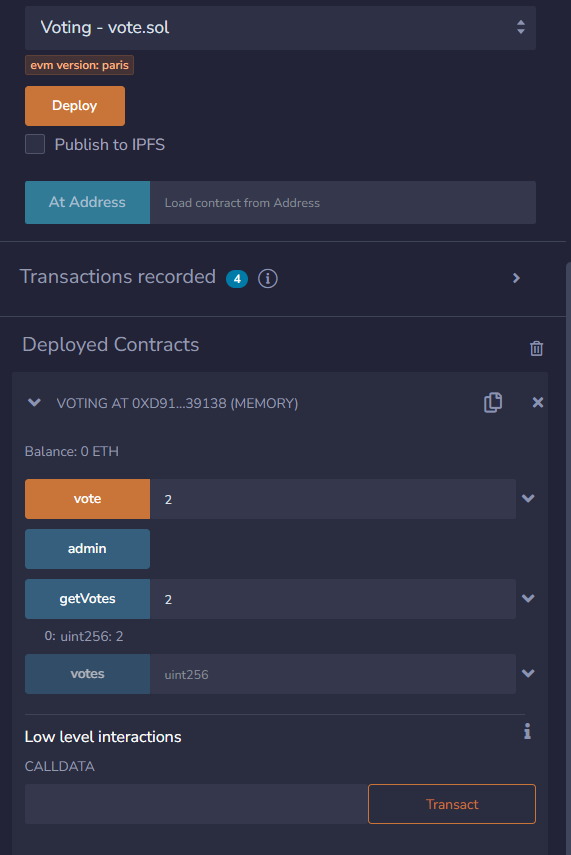 Voting - vote.sol
evm version: paris
Deploy
Publish to IPFS
At Address Load contract from Address
Transactions recorded 4 i
Deployed Contracts
VOTING AT 0XD91...39138 (MEMORY)
Balance: 0 ETH
vote 2
admin
getVotes 2
0: uint256: 2
votes uint256
Low level interactions i
CALLDATA
Transact